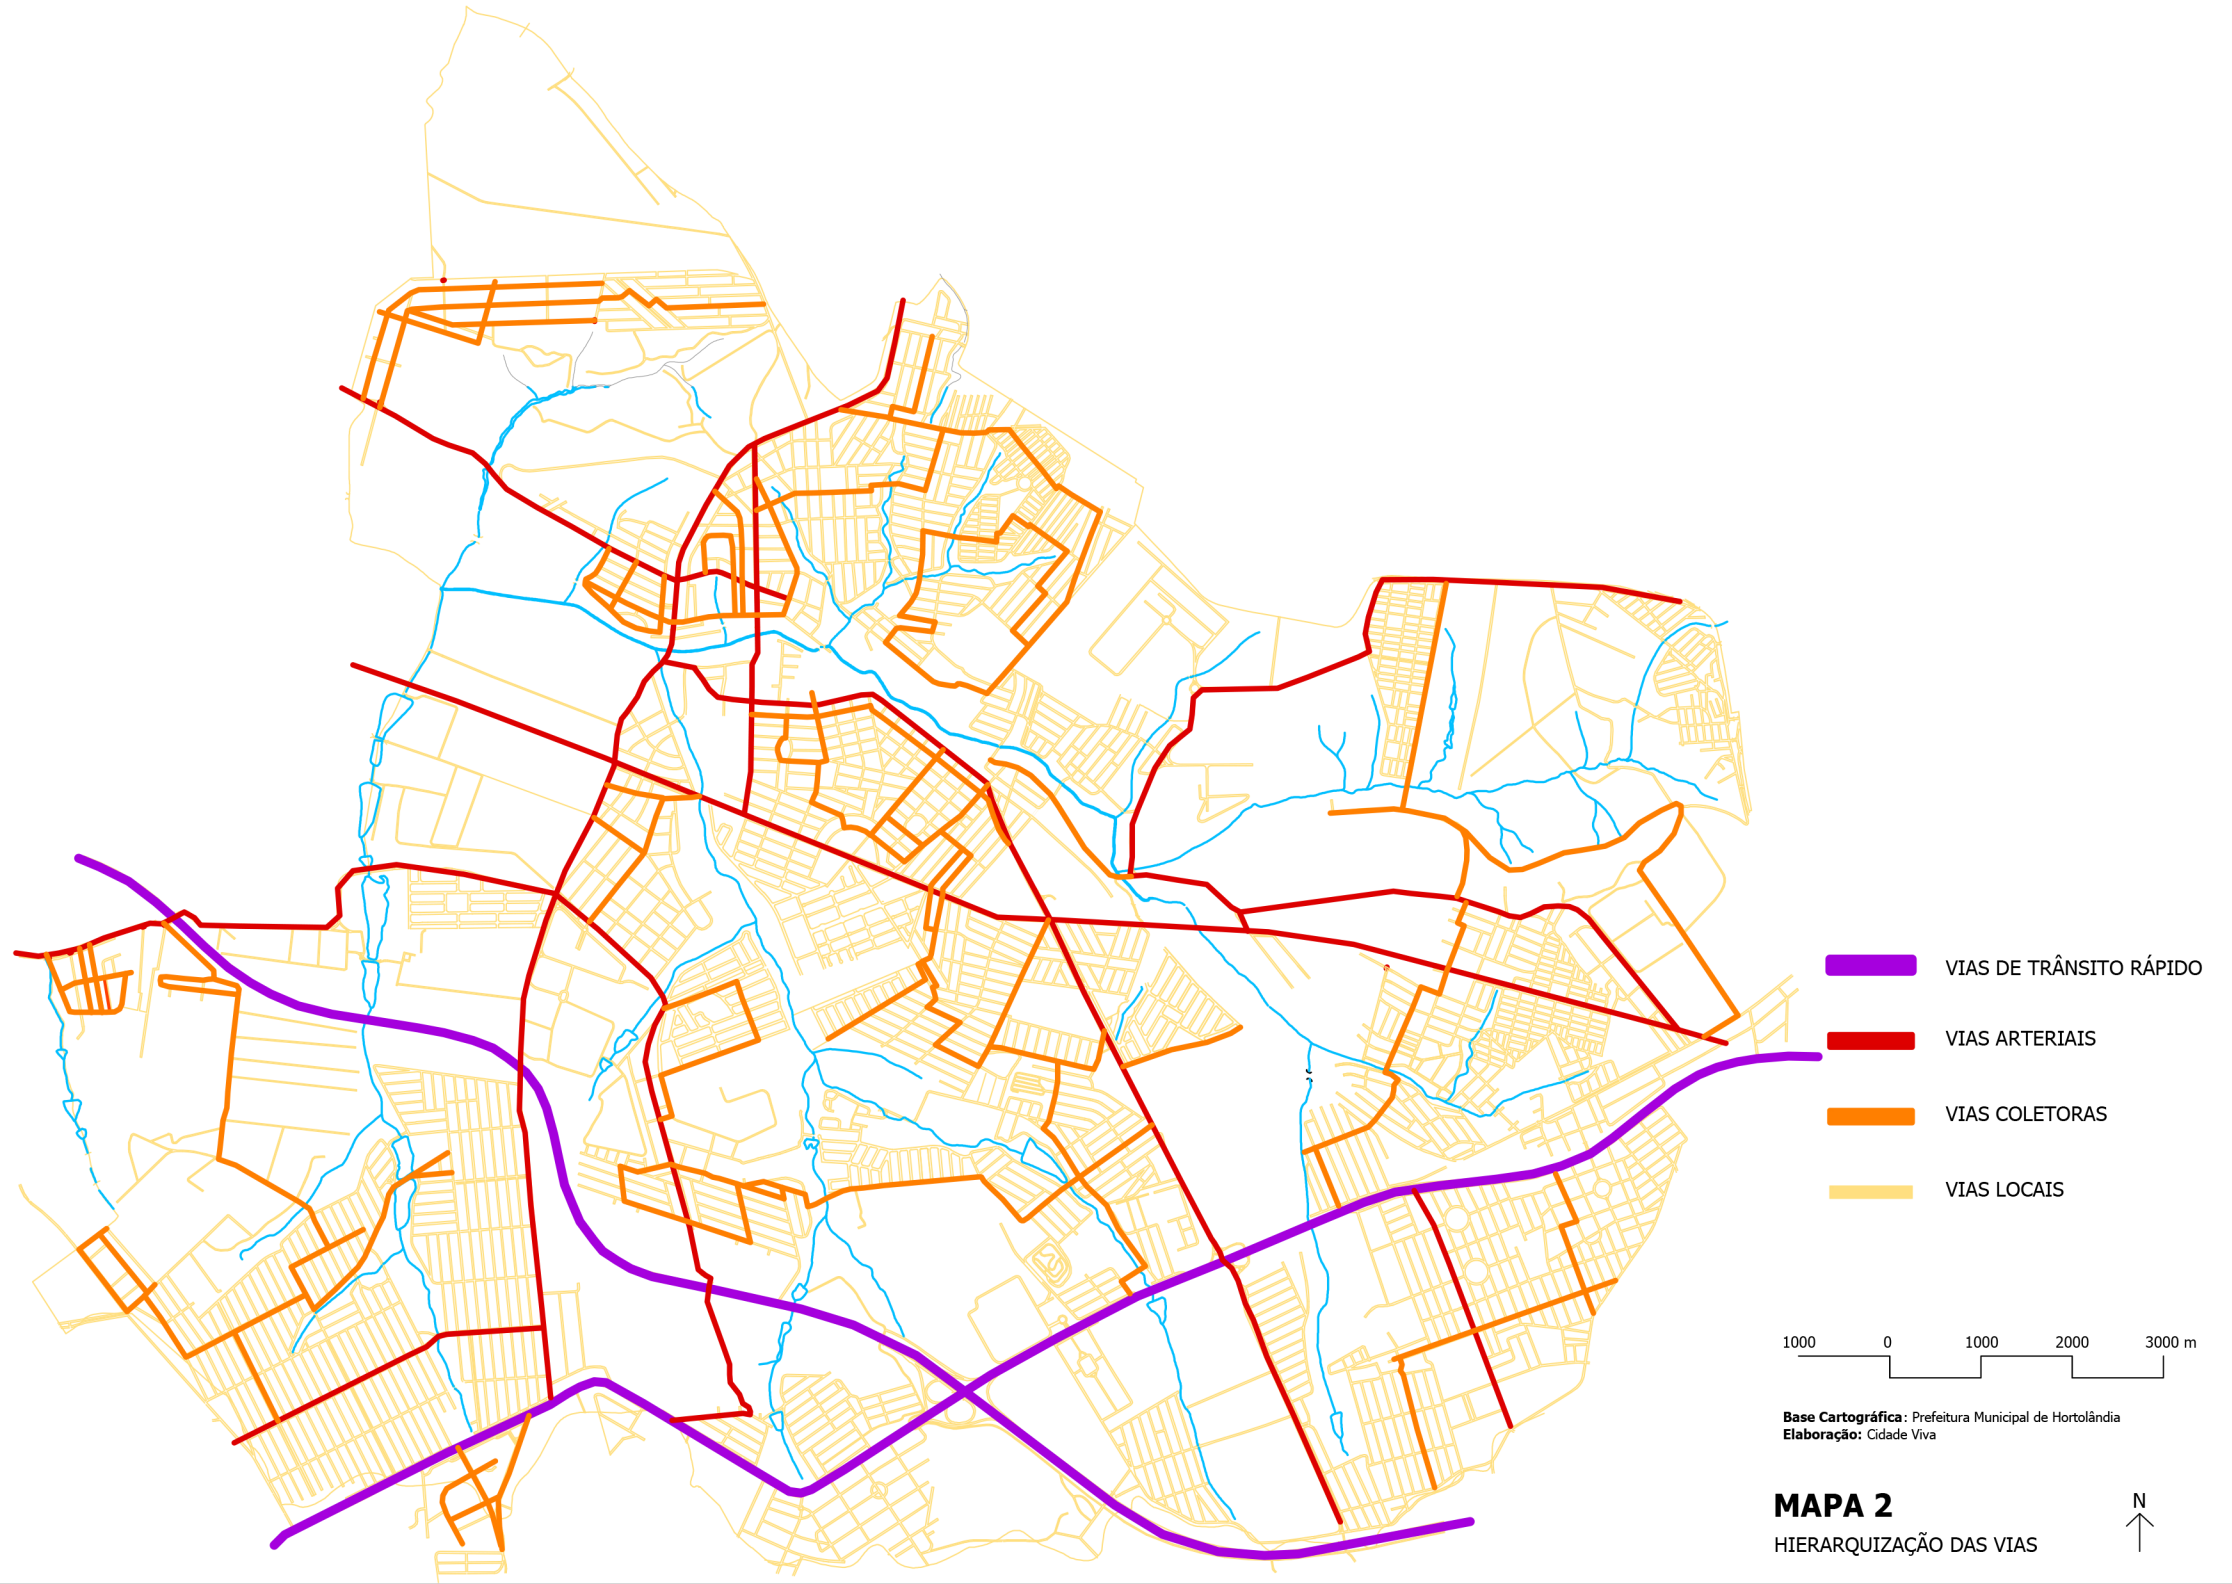 VIAS DE TRÂNSITO RÁPIDO
VIAS ARTERIAIS
VIAS COLETORAS
VIAS LOCAIS
1000 0 1000 2000 3000 m
Base Cartográfica: Prefeitura Municipal de Hortolândia
Elaboração: Cidade Viva
MAPA 2
N
HIERARQUIZAÇÃO DAS VIAS